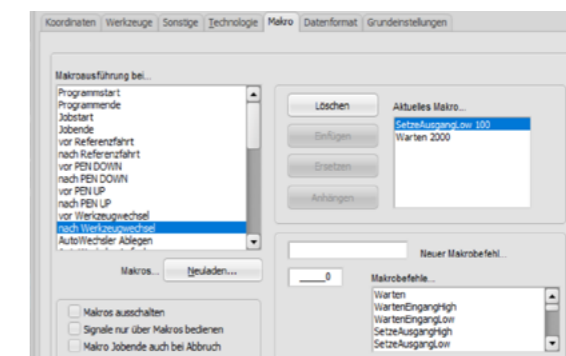 Koordinaten Werkzeuge Sonstige Technologie Makro Datenformat Grundeinstellungen
Makroausführung bei...
Programmstart
Programmende
Jobstart
Jobende
vor Referenzfahrt
nach Referenzfahrt
vor PEN DOWN
nach PEN DOWN
vor PEN UP
nach PEN UP
vor Werkzeugwechsel
nach Werkzeugwechsel
AutoWechsler Ablegen
Makros... Neuladen...
Makros ausschalten
Signale nur über Makros bedienen
Makro Jobende auch bei Abbruch
Löschen
Einfügen
Ersetzen
Anhängen
Aktuelles Makro...
SetzeAusgangLow 100
Warten 2000
Neuer Makrobefehl...
_____0
Makrobefehle...
Warten
WartenEingangHigh
WartenEingangLow
SetzeAusgangHigh
SetzeAusgangLow